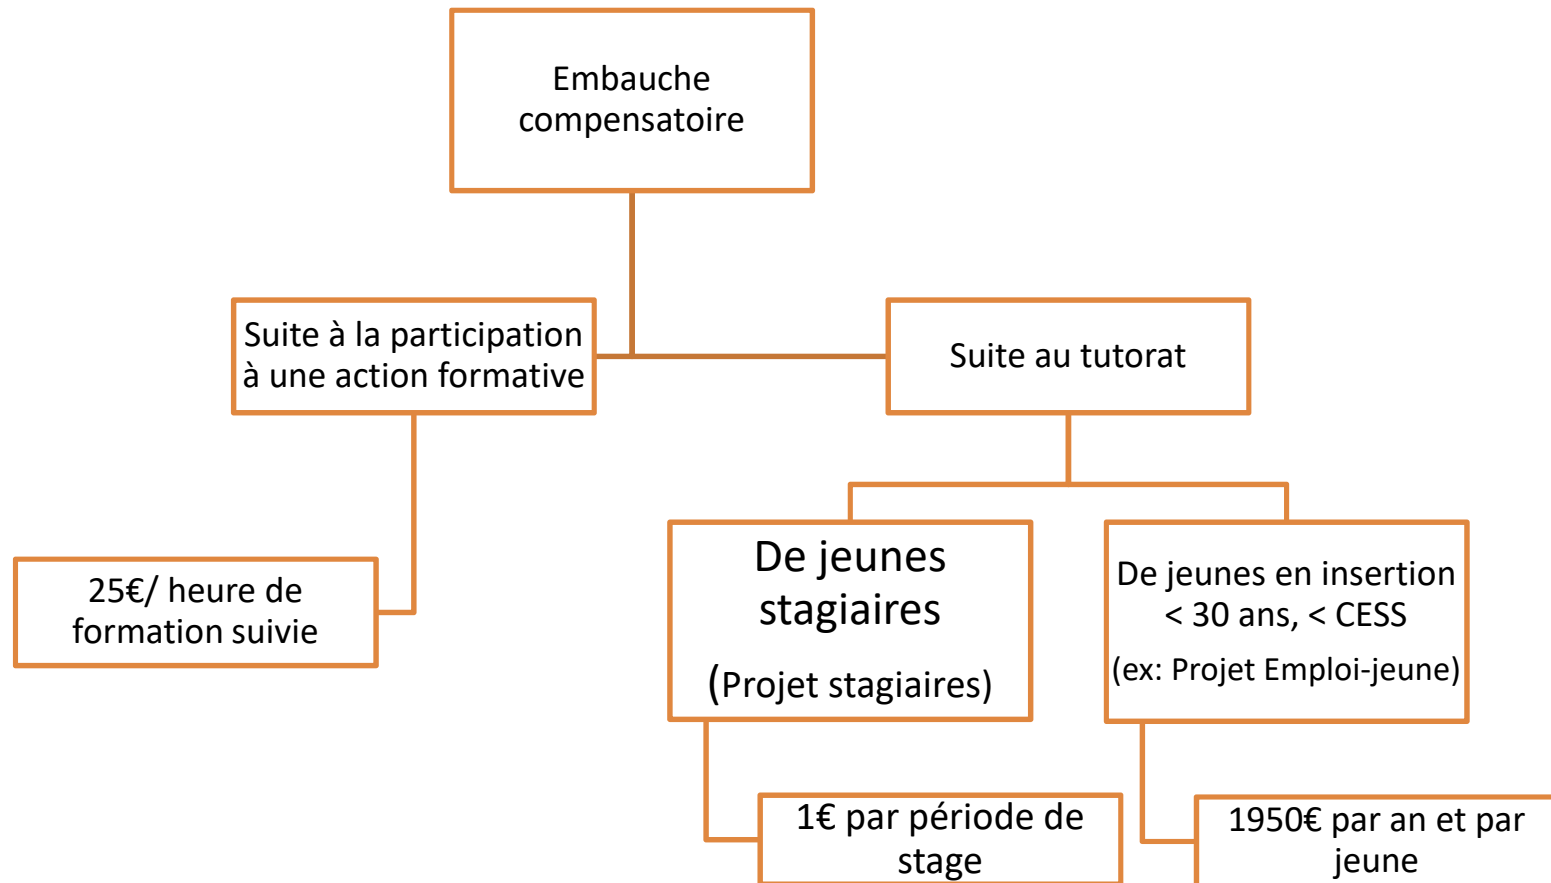 Embauche
compensatoire
Suite à la participation
à une action formative
Suite au tutorat
25€/ heure de
formation suivie
De jeunes
stagiaires
(Projet stagiaires)
De jeunes en insertion
< 30 ans, < CESS
(ex: Projet Emploi-jeune)
1€ par période de
stage
1950€ par an et par
jeune